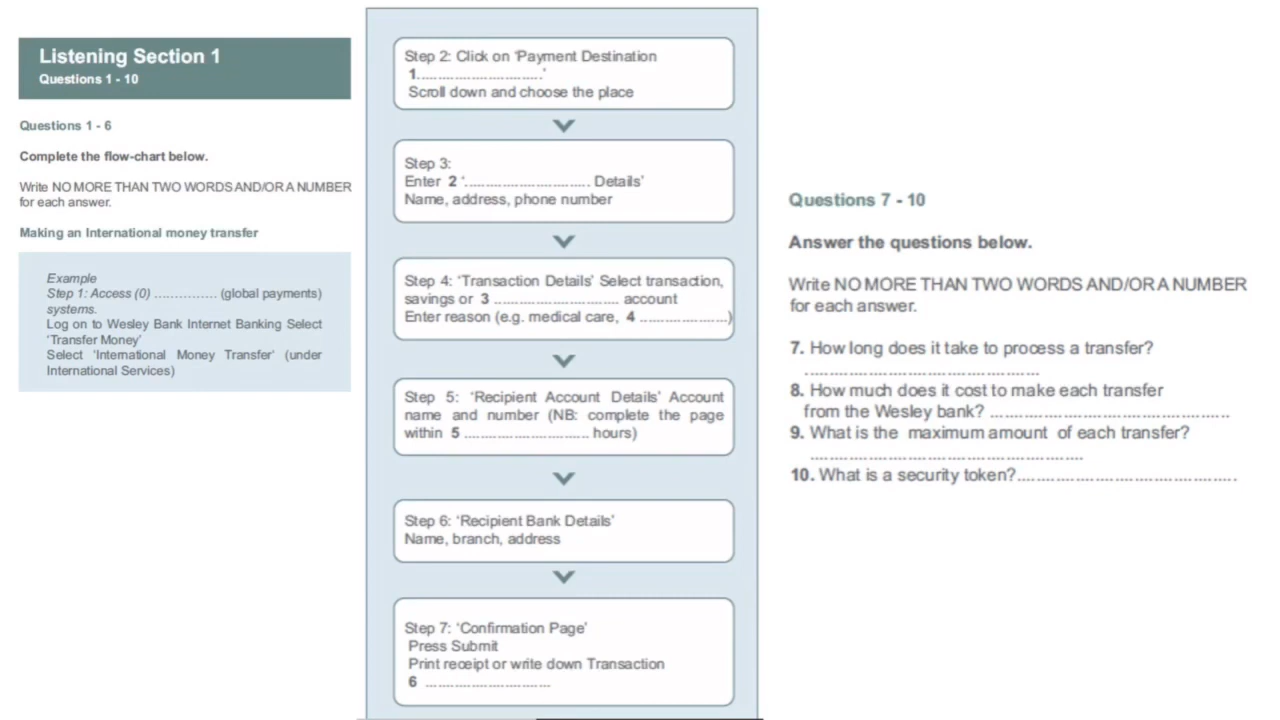 Listening Section 1
Questions 1 - 10
Questions 1 - 6
Complete the flow-chart below.
Write NO MORE THAN TWO WORDS AND/OR A NUMBER
for each answer.
Making an International money transfer
Example
Step 1: Access (0) ............... (global payments)
systems.
Log on to Wesley Bank Internet Banking Select
'Transfer Money'
Select 'International Money Transfer' (under
International Services)
Step 2: Click on 'Payment Destination
1...........................'
Scroll down and choose the place
Step 3:
Enter 2 '........................... Details'
Name, address, phone number
Step 4: 'Transaction Details' Select transaction,
savings or 3 ........................... account
Enter reason (e.g. medical care, 4 ....................)
Step 5: 'Recipient Account Details' Account
name and number (NB: complete the page
within 5 ........................... hours)
Step 6: 'Recipient Bank Details'
Name, branch, address
Step 7: 'Confirmation Page'
Press Submit
Print receipt or write down Transaction
6 ...........................
Questions 7 - 10
Answer the questions below.
Write NO MORE THAN TWO WORDS AND/OR A NUMBER
for each answer.
7. How long does it take to process a transfer?
.............................................
8. How much does it cost to make each transfer
from the Wesley bank? .............................................
9. What is the maximum amount of each transfer?
....................................................
10. What is a security token?..........................................